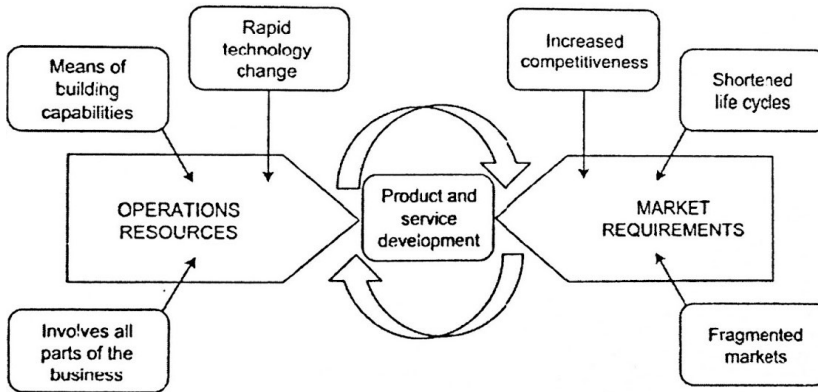 Rapid
technology
change
Increased
competitiveness
Means of
building
capabilities
Shortened
life cycles
OPERATIONS
RESOURCES
Product and
service
development
MARKET
REQUIREMENTS
Involves all
parts of the
business
Fragmented
markets